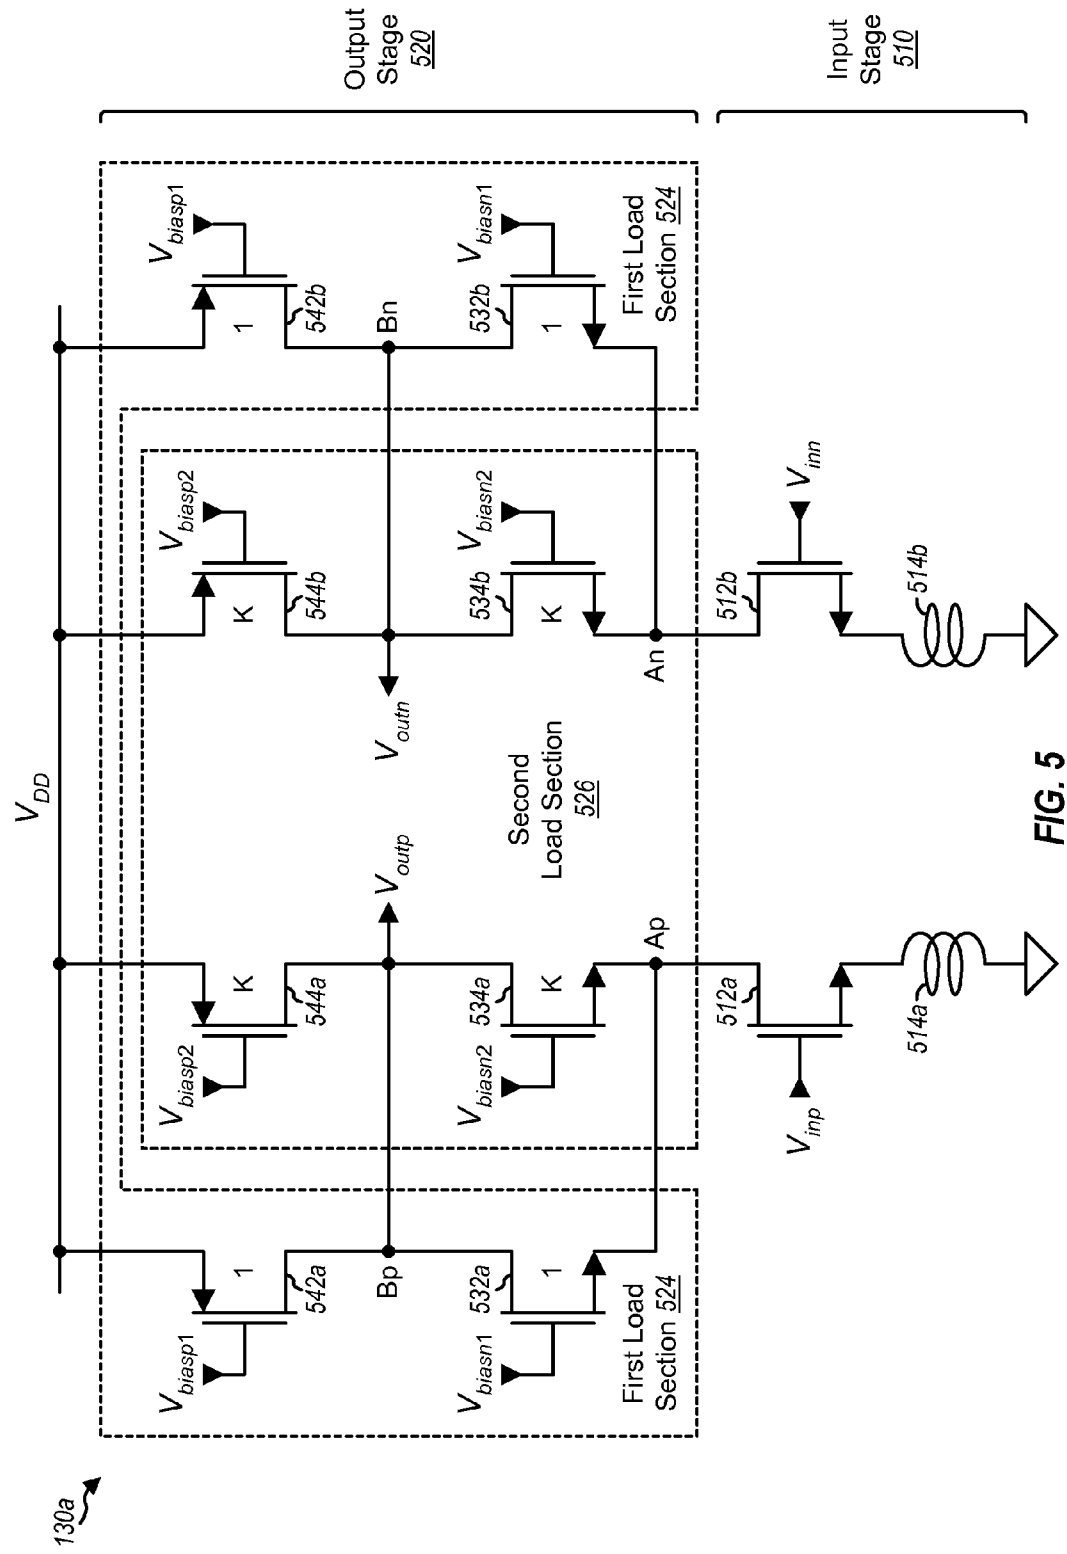 130a
V_DD
V_biasp1
V_biasp2
V_biasp2
V_biasp1
1
K
K
1
542a
544a
544b
542b
Bp
V_outp
V_outn
Bn
V_biasn1
V_biasn2
V_biasn2
V_biasn1
532a
534a
534b
532b
1
K
K
1
First Load
Section 524
Second
Load Section
526
First Load
Section 524
Ap
An
Output
Stage
520
512a
512b
V_inp
V_inn
514a
514b
Input
Stage
510
FIG. 5